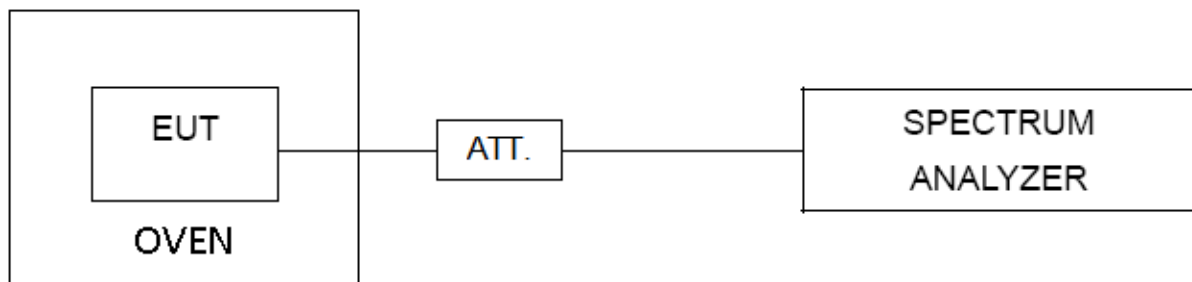 EUT
OVEN
ATT.
SPECTRUM
ANALYZER